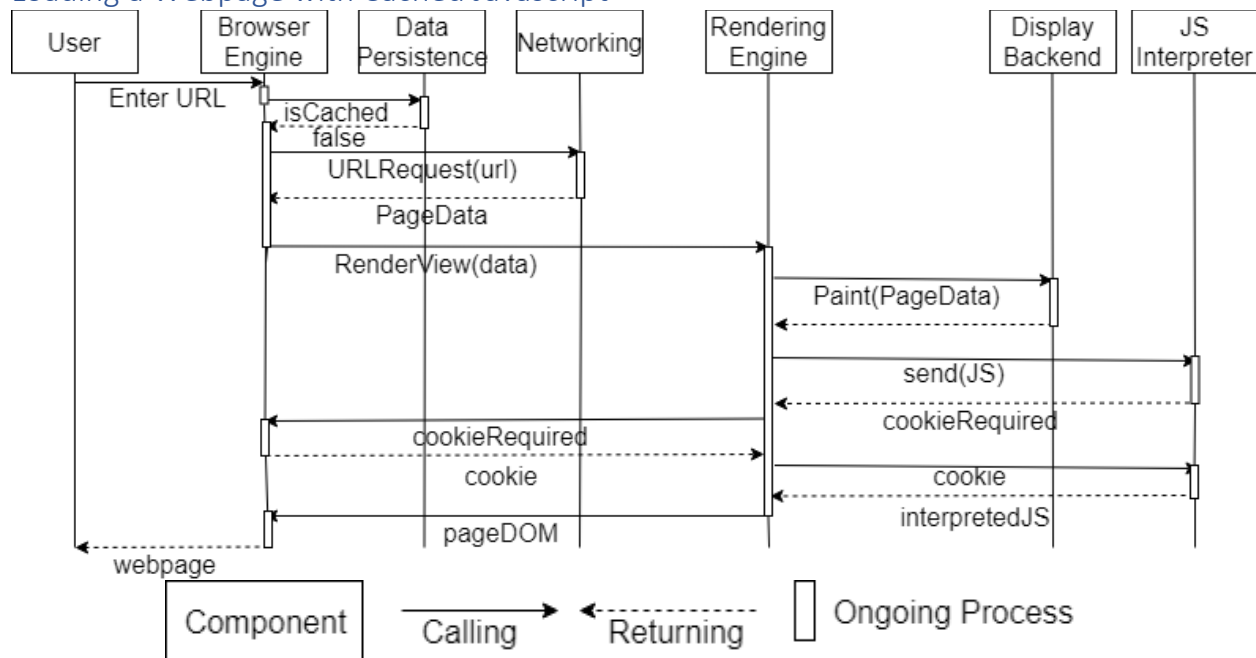 Loading a Webpage with Cached Javascript
User
Browser
Engine
Data
Persistence
Networking
Rendering
Engine
Display
Backend
JS
Interpreter
Enter URL
isCached
false
URLRequest(url)
PageData
RenderView(data)
Paint(PageData)
send(JS)
cookieRequired
cookieRequired
cookie
cookie
interpretedJS
pageDOM
webpage
Component
Calling
Returning
Ongoing Process